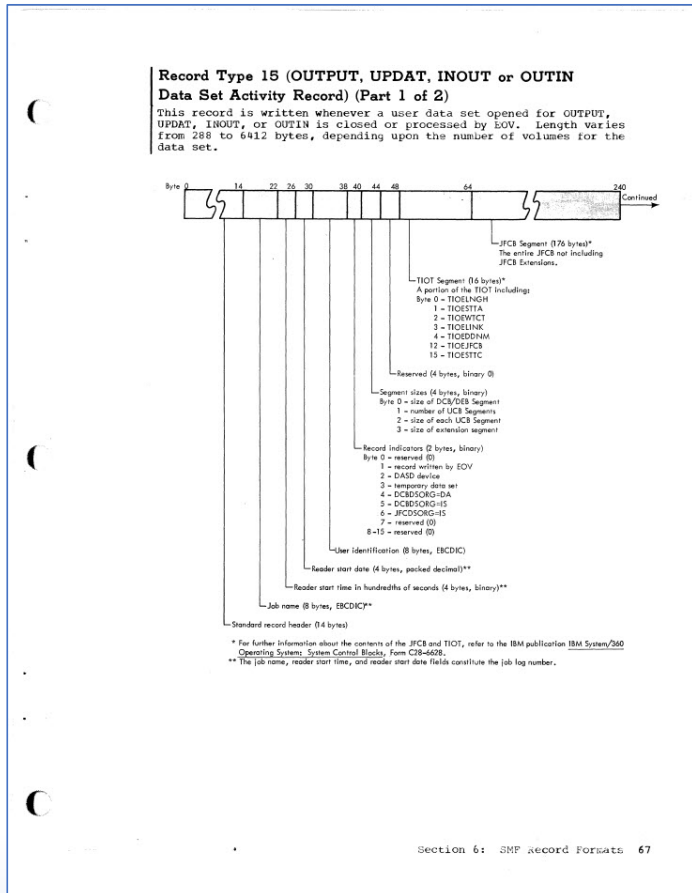 Record Type 15 (OUTPUT, UPDAT, INOUT or OUTIN
Data Set Activity Record) (Part 1 of 2)
This record is written whenever a user data set opened for OUTPUT,
UPDAT, INOUT, or OUTIN is closed or processed by EOV.  Length varies
from 288 to 6412 bytes, depending upon the number of volumes for the
data set.
Byte 0 14 22 26 30 38 40 44 48 64 240
Continued
JFCB Segment (176 bytes)*
The entire JFCB not including
JFCB Extensions.
TIOT Segment (16 bytes)*
A portion of the TIOT including:
Byte 0 - TIOELNGH
1 - TIOESTTA
2 - TIOEWTCT
3 - TIOELINK
4 - TIOEDDNM
12 - TIOEJFCB
15 - TIOESTTC
Reserved (4 bytes, binary 0)
Segment sizes (4 bytes, binary)
Byte 0 - size of DCB/DEB Segment
1 - number of UCB Segments
2 - size of each UCB Segment
3 - size of extension segment
Record indicators (2 bytes, binary)
Byte 0 - reserved (0)
1 - record written by EOV
2 - DASD device
3 - temporary data set
4 - DCBDSORG=DA
5 - DCBDSORG=IS
6 - JFCDSORG=IS
7 - reserved (0)
8-15 - reserved (0)
User identification (8 bytes, EBCDIC)
Reader start date (4 bytes, packed decimal)**
Reader start time in hundredths of seconds (4 bytes, binary)**
Job name (8 bytes, EBCDIC)**
Standard record header (14 bytes)
* For further information about the contents of the JFCB and TIOT, refer to the IBM publication IBM System/360
Operating System: System Control Blocks, Form C28-6628.
** The job name, reader start time, and reader start date fields constitute the job log number.
Section 6:  SMF Record Formats  67